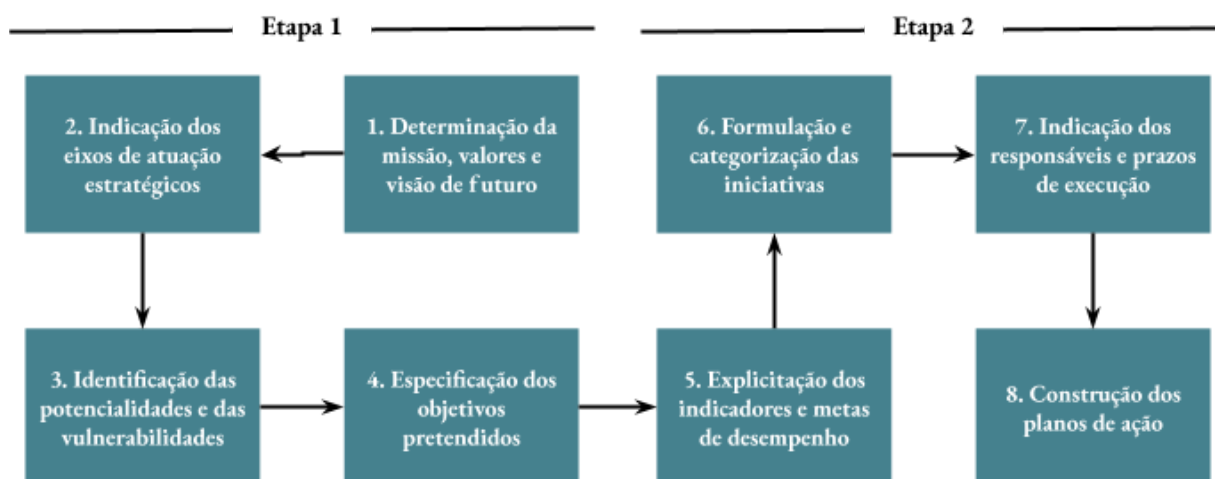 Etapa 1
Etapa 2
2. Indicação dos
eixos de atuação
estratégicos
1. Determinação da
missão, valores e
visão de futuro
6. Formulação e
categorização das
iniciativas
7. Indicação dos
responsáveis e prazos
de execução
3. Identificação das
potencialidades e das
vulnerabilidades
4. Especificação dos
objetivos
pretendidos
5. Explicitação dos
indicadores e metas
de desempenho
8. Construção dos
planos de ação